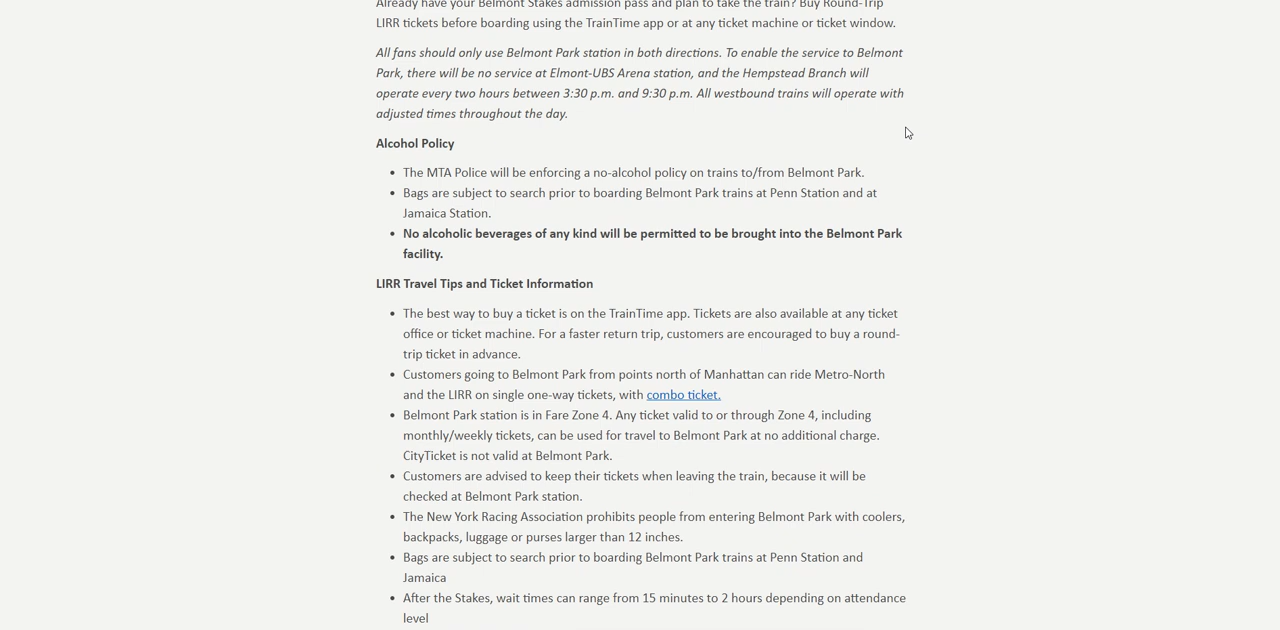 Already have your Belmont Stakes admission pass and plan to take the train? Buy Round-Trip
LIRR tickets before boarding using the TrainTime app or at any ticket machine or ticket window.
All fans should only use Belmont Park station in both directions. To enable the service to Belmont
Park, there will be no service at Elmont-UBS Arena station, and the Hempstead Branch will
operate every two hours between 3:30 p.m. and 9:30 p.m. All westbound trains will operate with
adjusted times throughout the day.
Alcohol Policy
• The MTA Police will be enforcing a no-alcohol policy on trains to/from Belmont Park.
• Bags are subject to search prior to boarding Belmont Park trains at Penn Station and at
Jamaica Station.
• No alcoholic beverages of any kind will be permitted to be brought into the Belmont Park
facility.
LIRR Travel Tips and Ticket Information
• The best way to buy a ticket is on the TrainTime app. Tickets are also available at any ticket
office or ticket machine. For a faster return trip, customers are encouraged to buy a round-
trip ticket in advance.
• Customers going to Belmont Park from points north of Manhattan can ride Metro-North
and the LIRR on single one-way tickets, with combo ticket.
• Belmont Park station is in Fare Zone 4. Any ticket valid to or through Zone 4, including
monthly/weekly tickets, can be used for travel to Belmont Park at no additional charge.
CityTicket is not valid at Belmont Park.
• Customers are advised to keep their tickets when leaving the train, because it will be
checked at Belmont Park station.
• The New York Racing Association prohibits people from entering Belmont Park with coolers,
backpacks, luggage or purses larger than 12 inches.
• Bags are subject to search prior to boarding Belmont Park trains at Penn Station and
Jamaica
• After the Stakes, wait times can range from 15 minutes to 2 hours depending on attendance
level